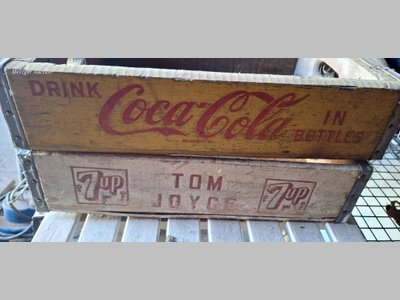 DRINK Coca-Cola IN
BOTTLES
7up TOM 7up
JOYCE